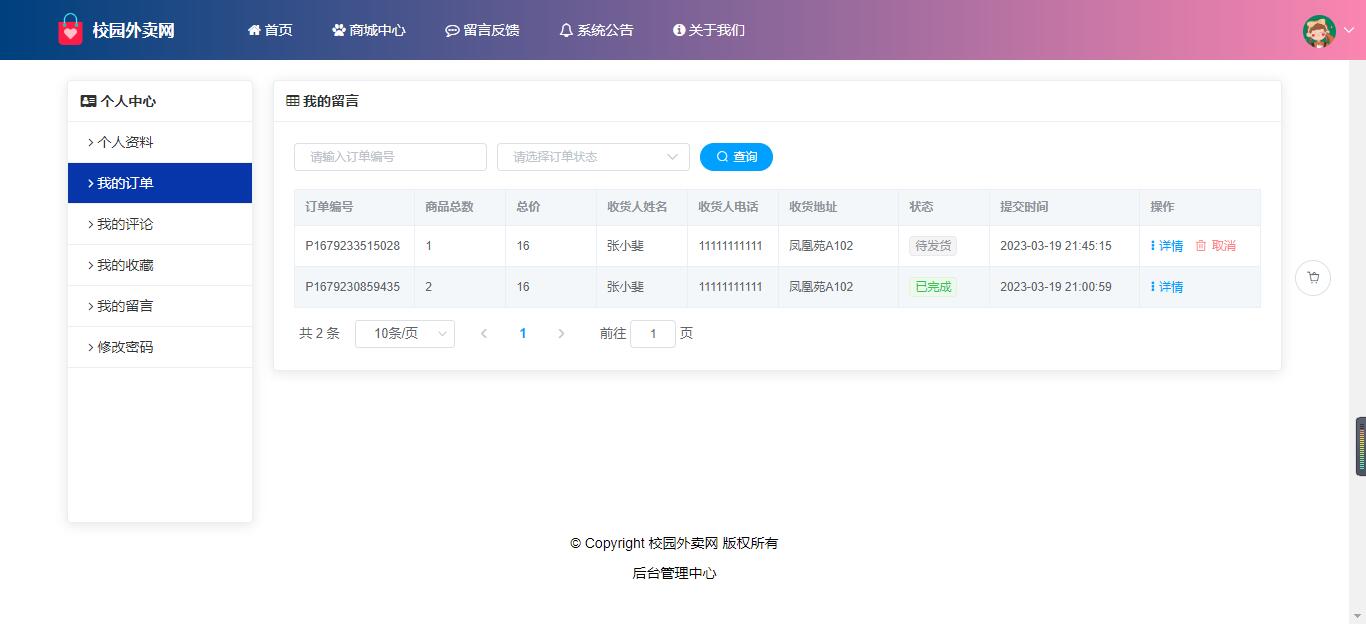 校园外卖网 首页 商城中心 留言反馈 系统公告 关于我们
个人中心
个人资料
我的订单
我的评论
我的收藏
我的留言
修改密码
我的留言
请输入订单编号 请选择订单状态 查询
订单编号 商品总数 总价 收货人姓名 收货人电话 收货地址 状态 提交时间 操作
P1679233515028 1 16 张小斐 11111111111 凤凰苑A102 待发货 2023-03-19 21:45:15 详情 取消
P1679230859435 2 16 张小斐 11111111111 凤凰苑A102 已完成 2023-03-19 21:00:59 详情
共 2 条 10条/页 1 前往 1 页
© Copyright 校园外卖网 版权所有
后台管理中心